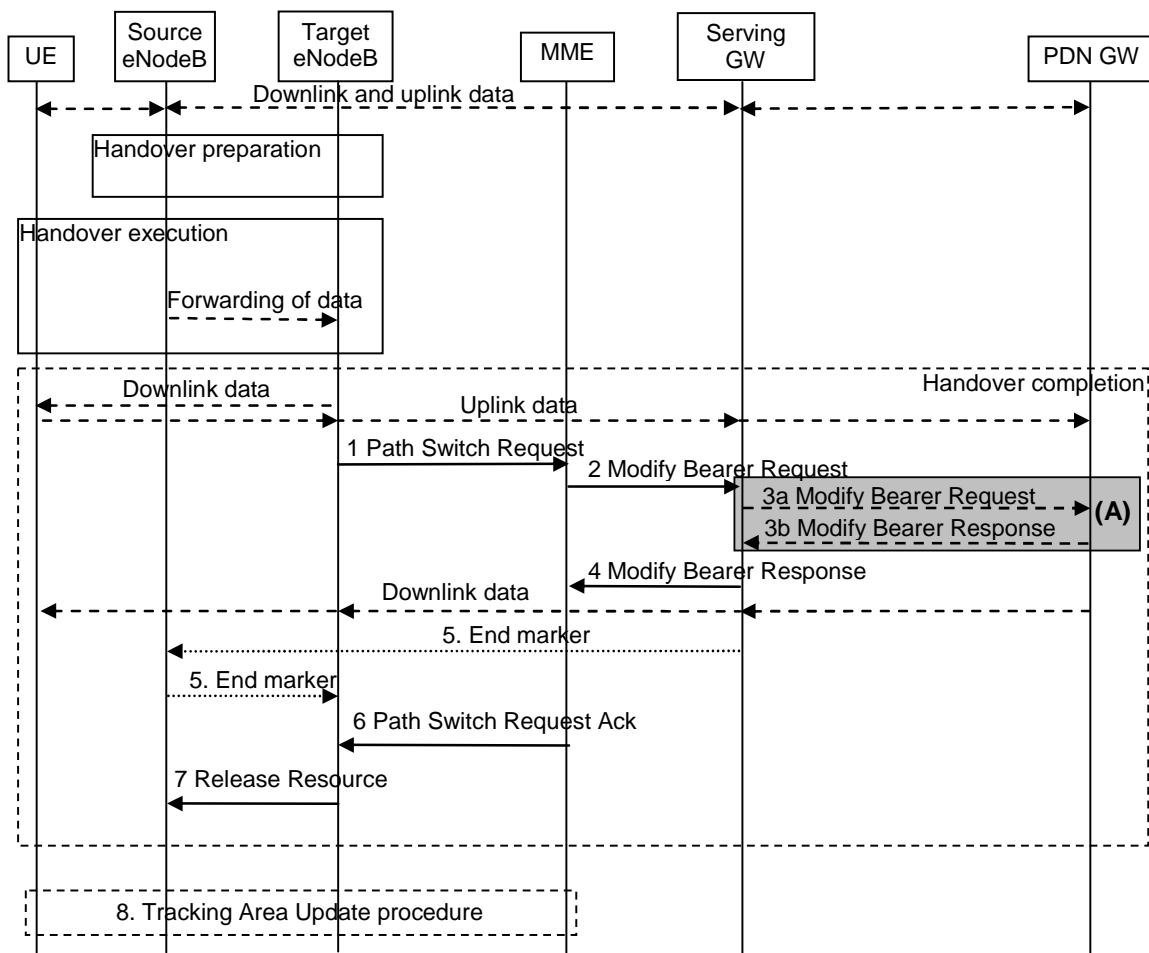 UE
Source
eNodeB
Target
eNodeB
MME
Serving
GW
PDN GW
Downlink and uplink data
Handover preparation
Handover execution
Forwarding of data
Handover completion
Downlink data
Uplink data
1 Path Switch Request
2 Modify Bearer Request
3a Modify Bearer Request
(A)
3b Modify Bearer Response
4 Modify Bearer Response
Downlink data
5. End marker
5. End marker
6 Path Switch Request Ack
7 Release Resource
8. Tracking Area Update procedure